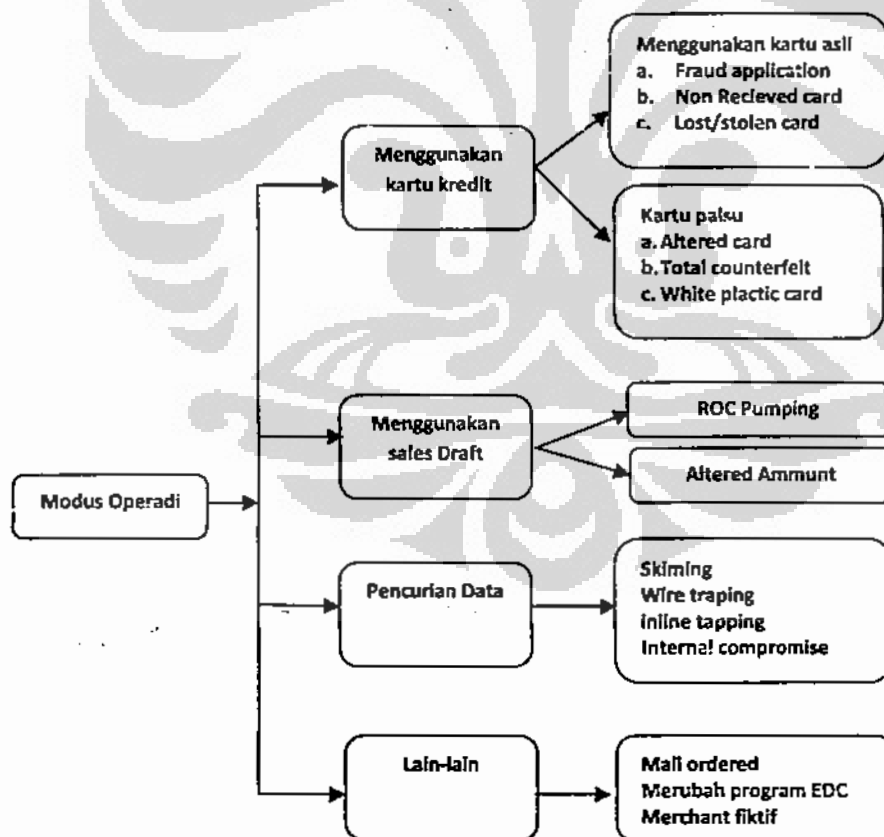 Menggunakan kartu asli
a. Fraud application
b. Non Recieved card
c. Lost/stolen card
Menggunakan
kartu kredit
Kartu palsu
a. Altered card
b. Total counterfeit
c. White plactic card
Menggunakan
sales Draft
ROC Pumping
Altered Ammunt
Modus Operadi
Pencurian Data
Skiming
Wire traping
Inline tapping
Internal compromise
Lain-lain
Mail ordered
Merubah program EDC
Merchant fiktif